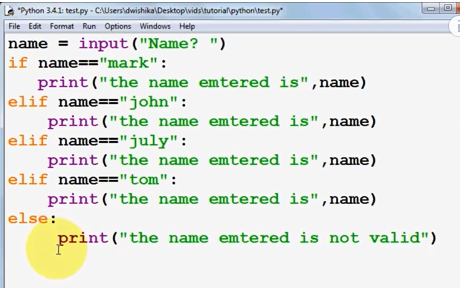 *Python 3.4.1: test.py - C:\Users\dwishika\Desktop\vids\tutorial\python\test.py*
File Edit Format Run Options Windows Help
name = input("Name? ")
if name=="mark":
print("the name emtered is",name)
elif name=="john":
print("the name emtered is",name)
elif name=="july":
print("the name emtered is",name)
elif name=="tom":
print("the name emtered is",name)
else:
print("the name emtered is not valid")